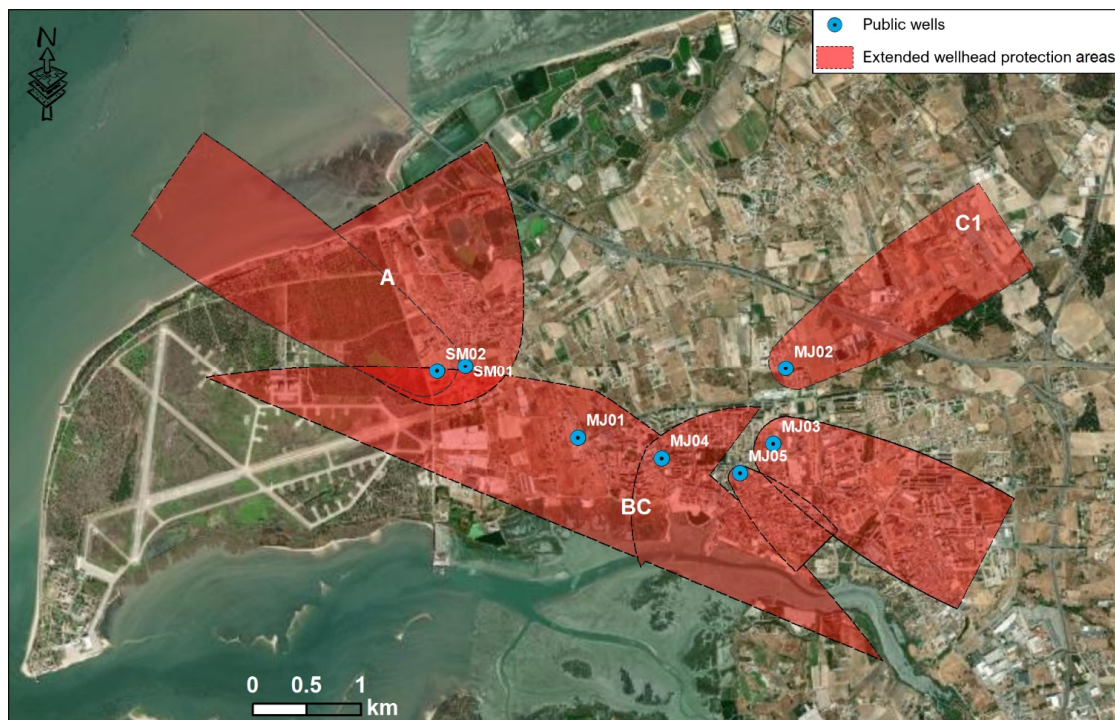 N
Public wells
Extended wellhead protection areas
C1
A
SM02
SM01
MJ02
MJ01
MJ04
MJ03
MJ05
BC
0 0.5 1
km